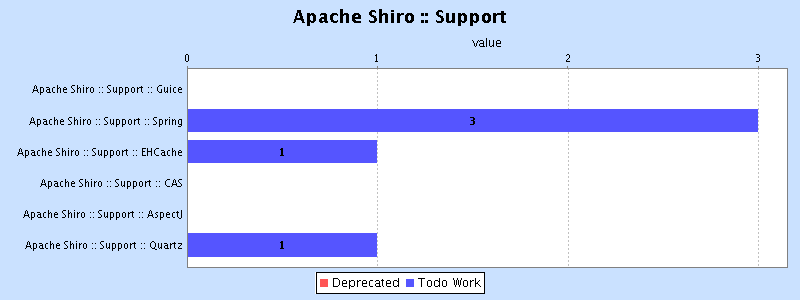 Apache Shiro :: Support
value
0 1 2 3
Apache Shiro :: Support :: Guice
Apache Shiro :: Support :: Spring 3
Apache Shiro :: Support :: EHCache 1
Apache Shiro :: Support :: CAS
Apache Shiro :: Support :: AspectJ
Apache Shiro :: Support :: Quartz 1
Deprecated Todo Work